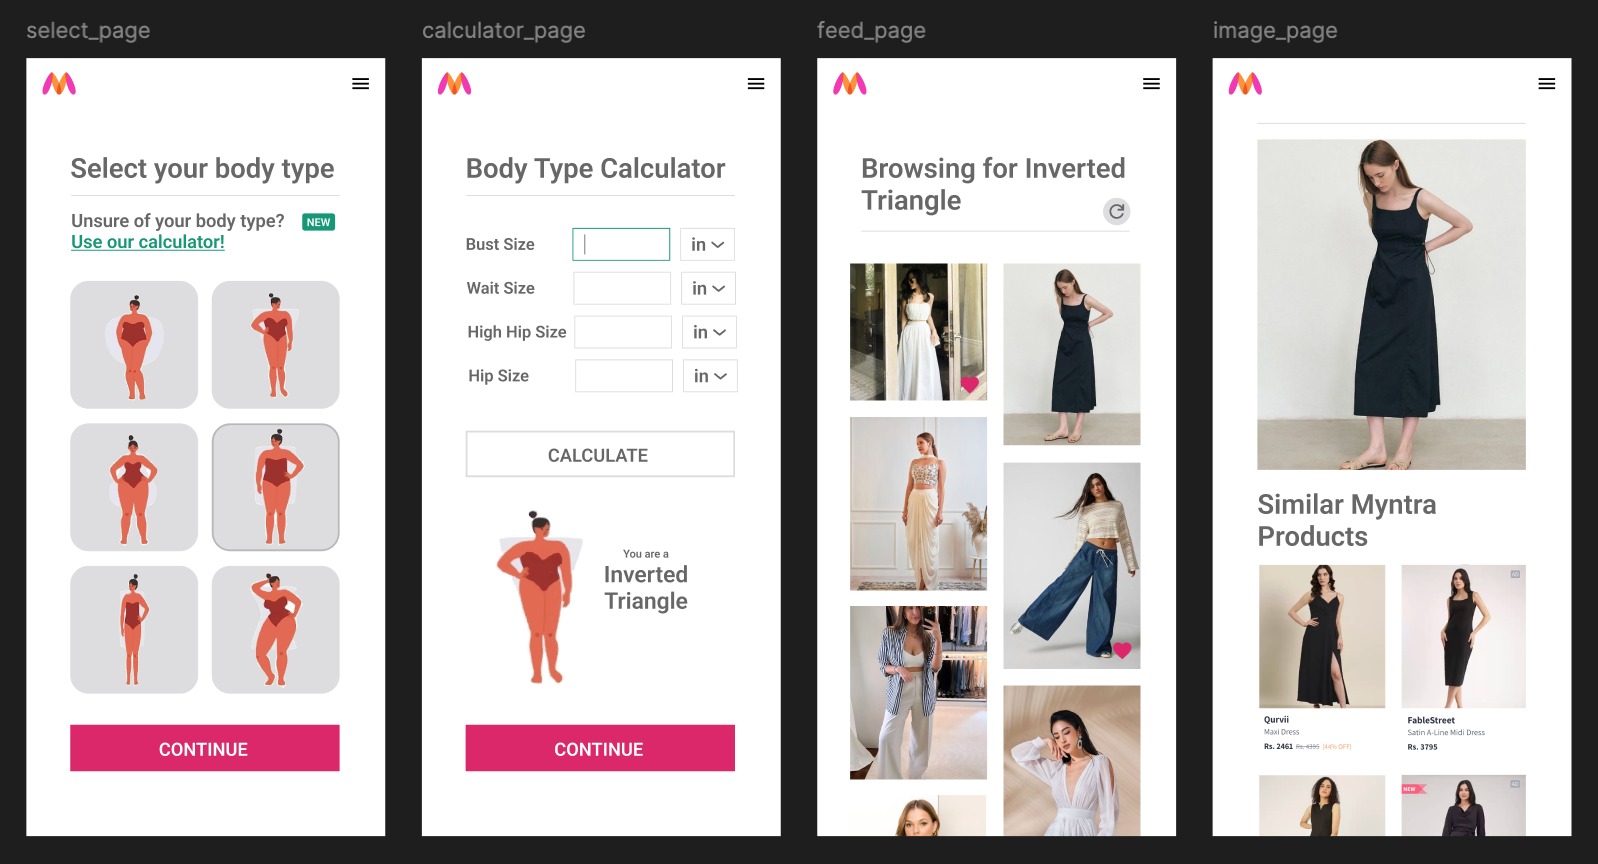 select_page
Select your body type
Unsure of your body type?
NEW
Use our calculator!
CONTINUE
calculator_page
Body Type Calculator
Bust Size
in
Wait Size
in
High Hip Size
in
Hip Size
in
CALCULATE
You are a
Inverted
Triangle
CONTINUE
feed_page
Browsing for Inverted
Triangle
image_page
Similar Myntra
Products
AD
Qurvii
Maxi Dress
Rs. 2461 Rs. 4395 (44% OFF)
FableStreet
Satin A-Line Midi Dress
Rs. 3795
NEW
AD